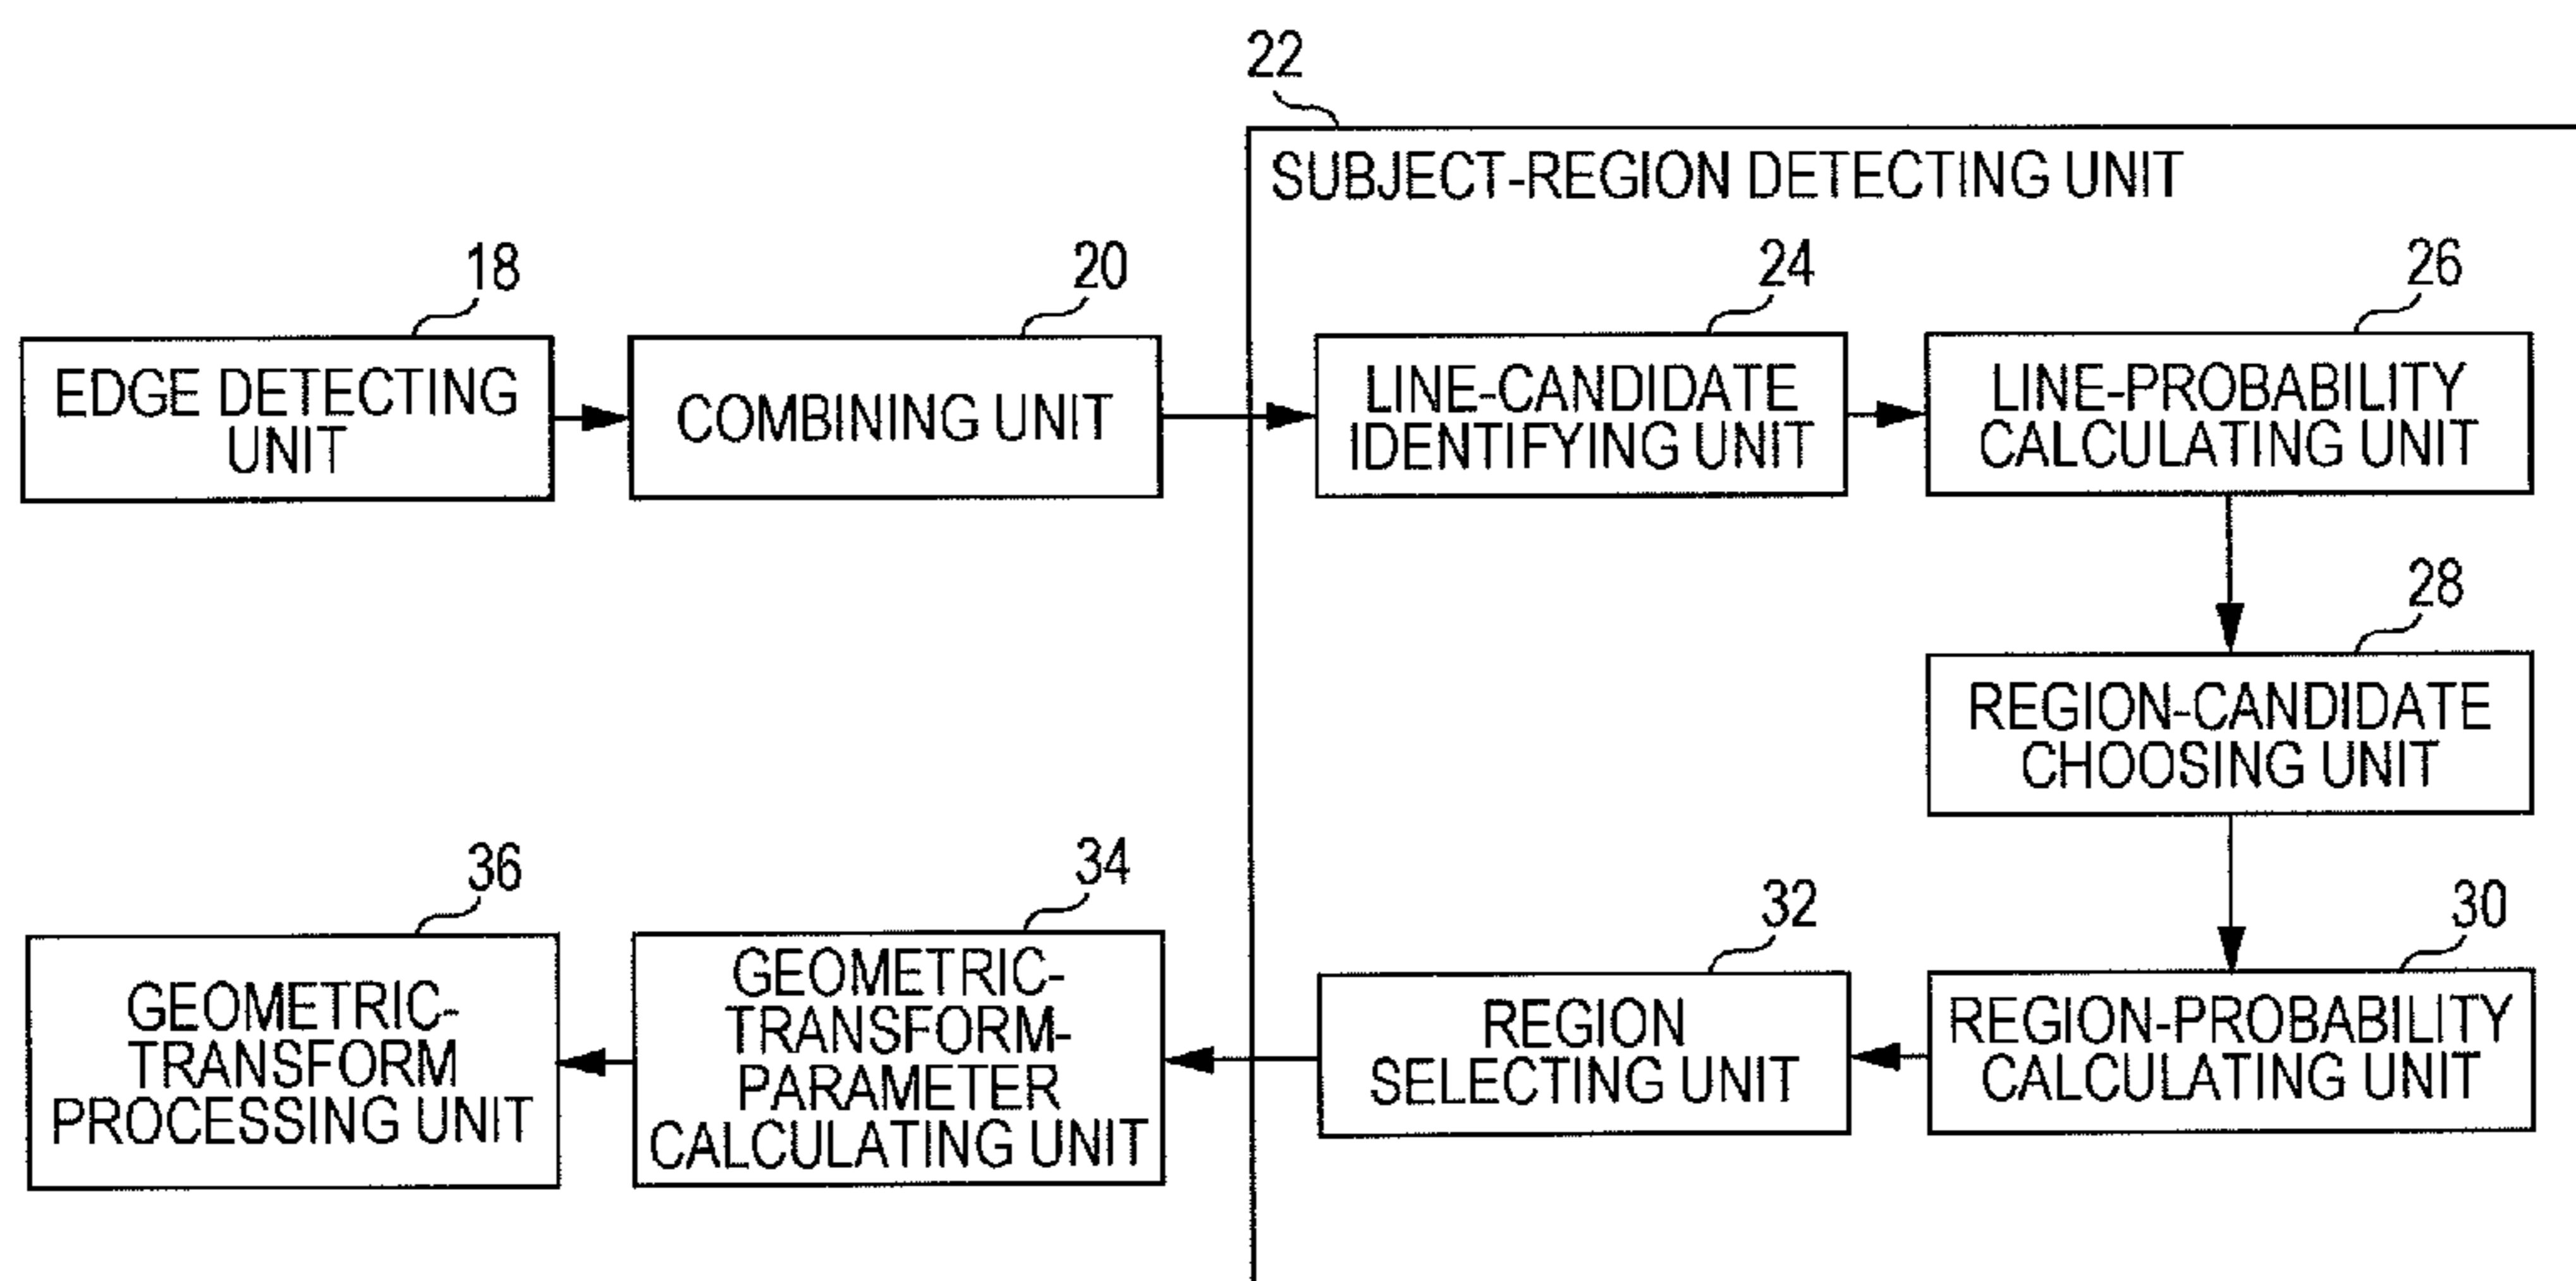 22
SUBJECT-REGION DETECTING UNIT
18
EDGE DETECTING
UNIT
20
COMBINING UNIT
24
LINE-CANDIDATE
IDENTIFYING UNIT
26
LINE-PROBABILITY
CALCULATING UNIT
28
REGION-CANDIDATE
CHOOSING UNIT
30
REGION-PROBABILITY
CALCULATING UNIT
32
REGION
SELECTING UNIT
34
GEOMETRIC-
TRANSFORM-
PARAMETER
CALCULATING UNIT
36
GEOMETRIC-
TRANSFORM
PROCESSING UNIT